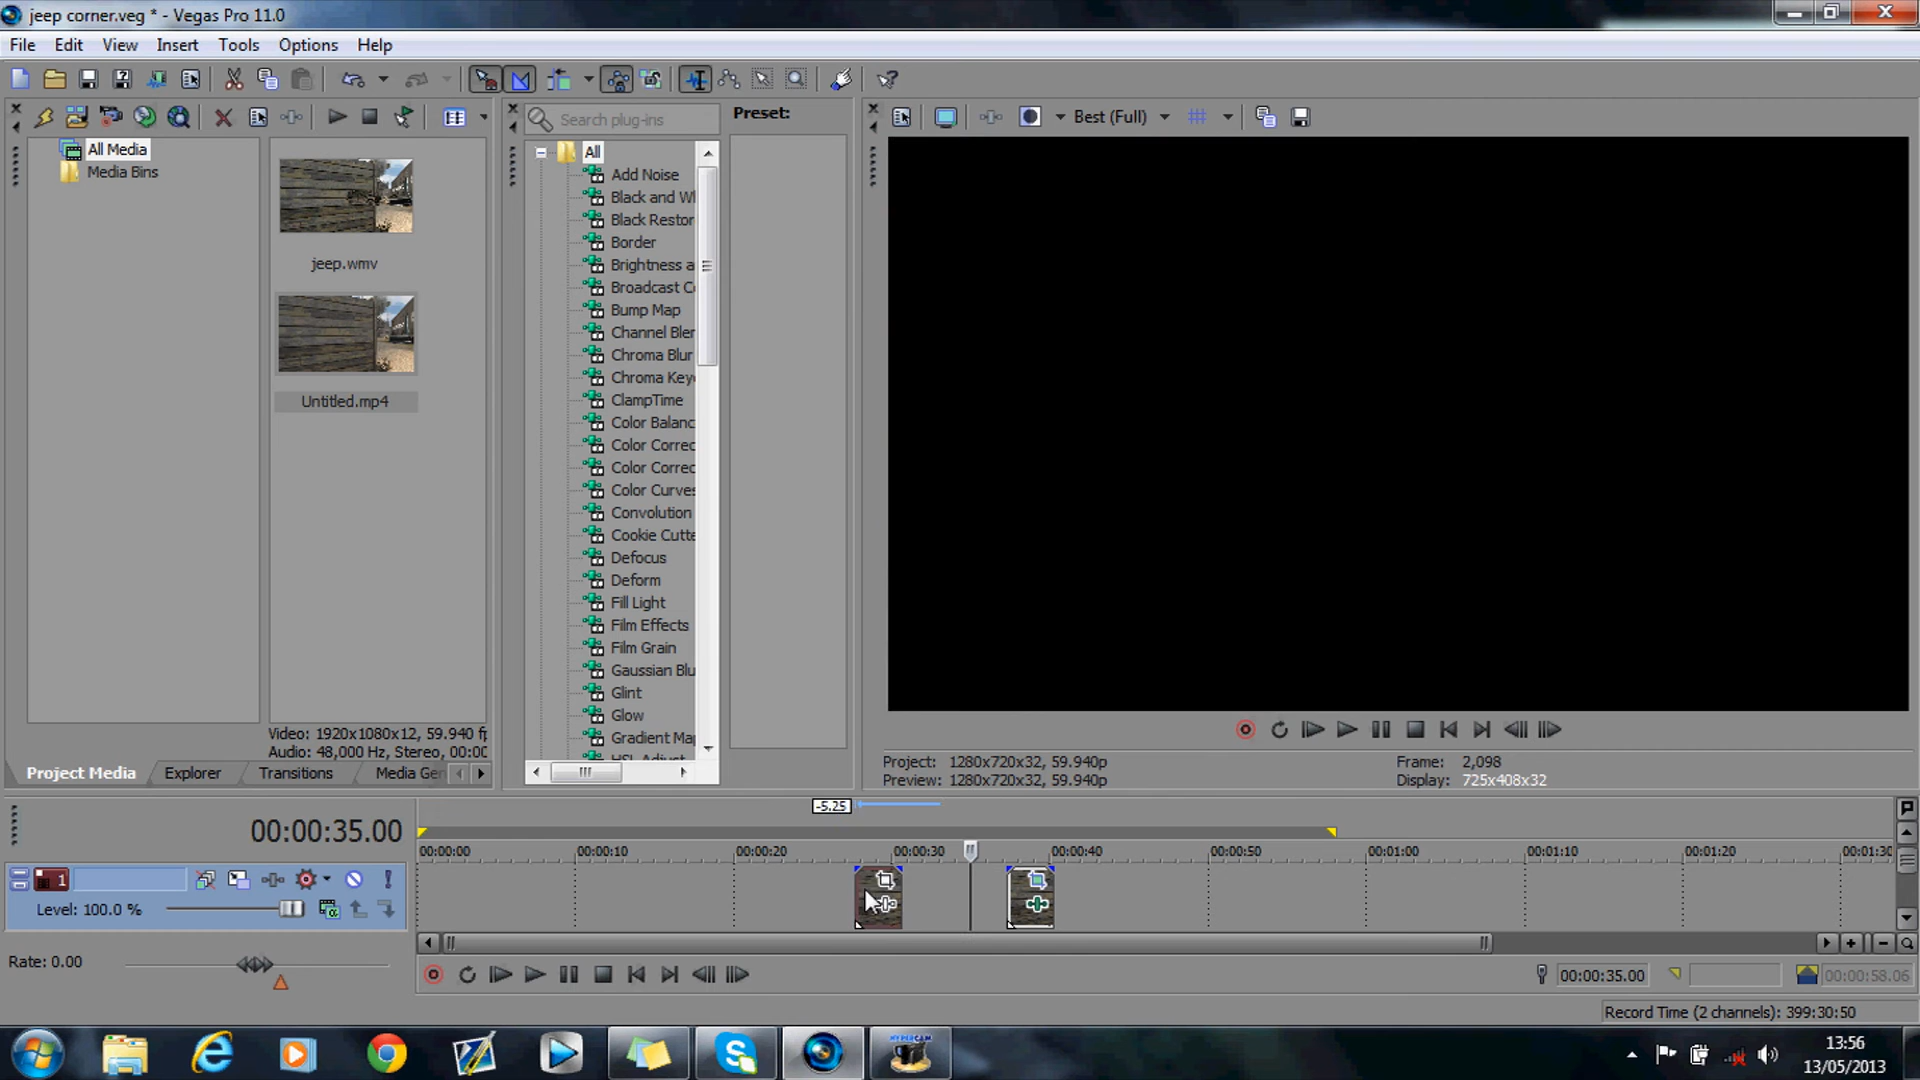 jeep corner.veg * - Vegas Pro 11.0
File Edit View Insert Tools Options Help
Search plug-ins
Preset:
Best (Full)
All Media
Media Bins
jeep.wmv
Untitled.mp4
Video: 1920x1080x12, 59.940 f
Audio: 48,000 Hz, Stereo, 00:00
All
Add Noise
Black and Wh
Black Restor
Border
Brightness a
Broadcast Co
Bump Map
Channel Blen
Chroma Blur
Chroma Key
ClampTime
Color Balanc
Color Correc
Color Correc
Color Curves
Convolution
Cookie Cutte
Defocus
Deform
Fill Light
Film Effects
Film Grain
Gaussian Blu
Glint
Glow
Gradient Map
HSL Adjust
Project Media Explorer Transitions Media Gen
Project: 1280x720x32, 59.940p
Preview: 1280x720x32, 59.940p
Frame: 2,098
Display: 725x408x32
-5.25
00:00:35.00
00:00:00 00:00:10 00:00:20 00:00:30 00:00:40 00:00:50 00:01:00 00:01:10 00:01:20 00:01:30
1
Level: 100.0 %
Rate: 0.00
00:00:35.00
00:00:58.06
Record Time (2 channels): 399:30:50
HYPERCAM
13:56
13/05/2013